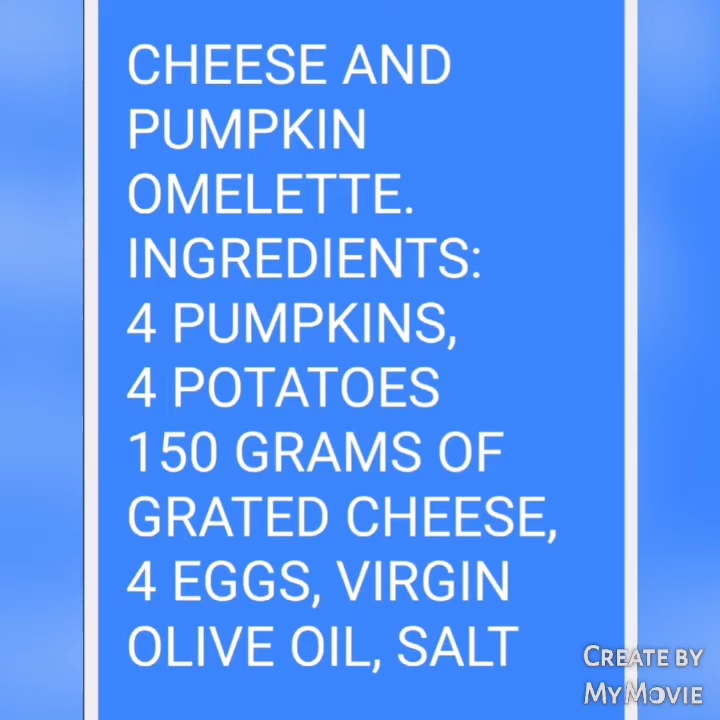 CHEESE AND
PUMPKIN
OMELETTE.
INGREDIENTS:
4 PUMPKINS,
4 POTATOES
150 GRAMS OF
GRATED CHEESE,
4 EGGS, VIRGIN
OLIVE OIL, SALT
CREATE BY
MYMOVIE